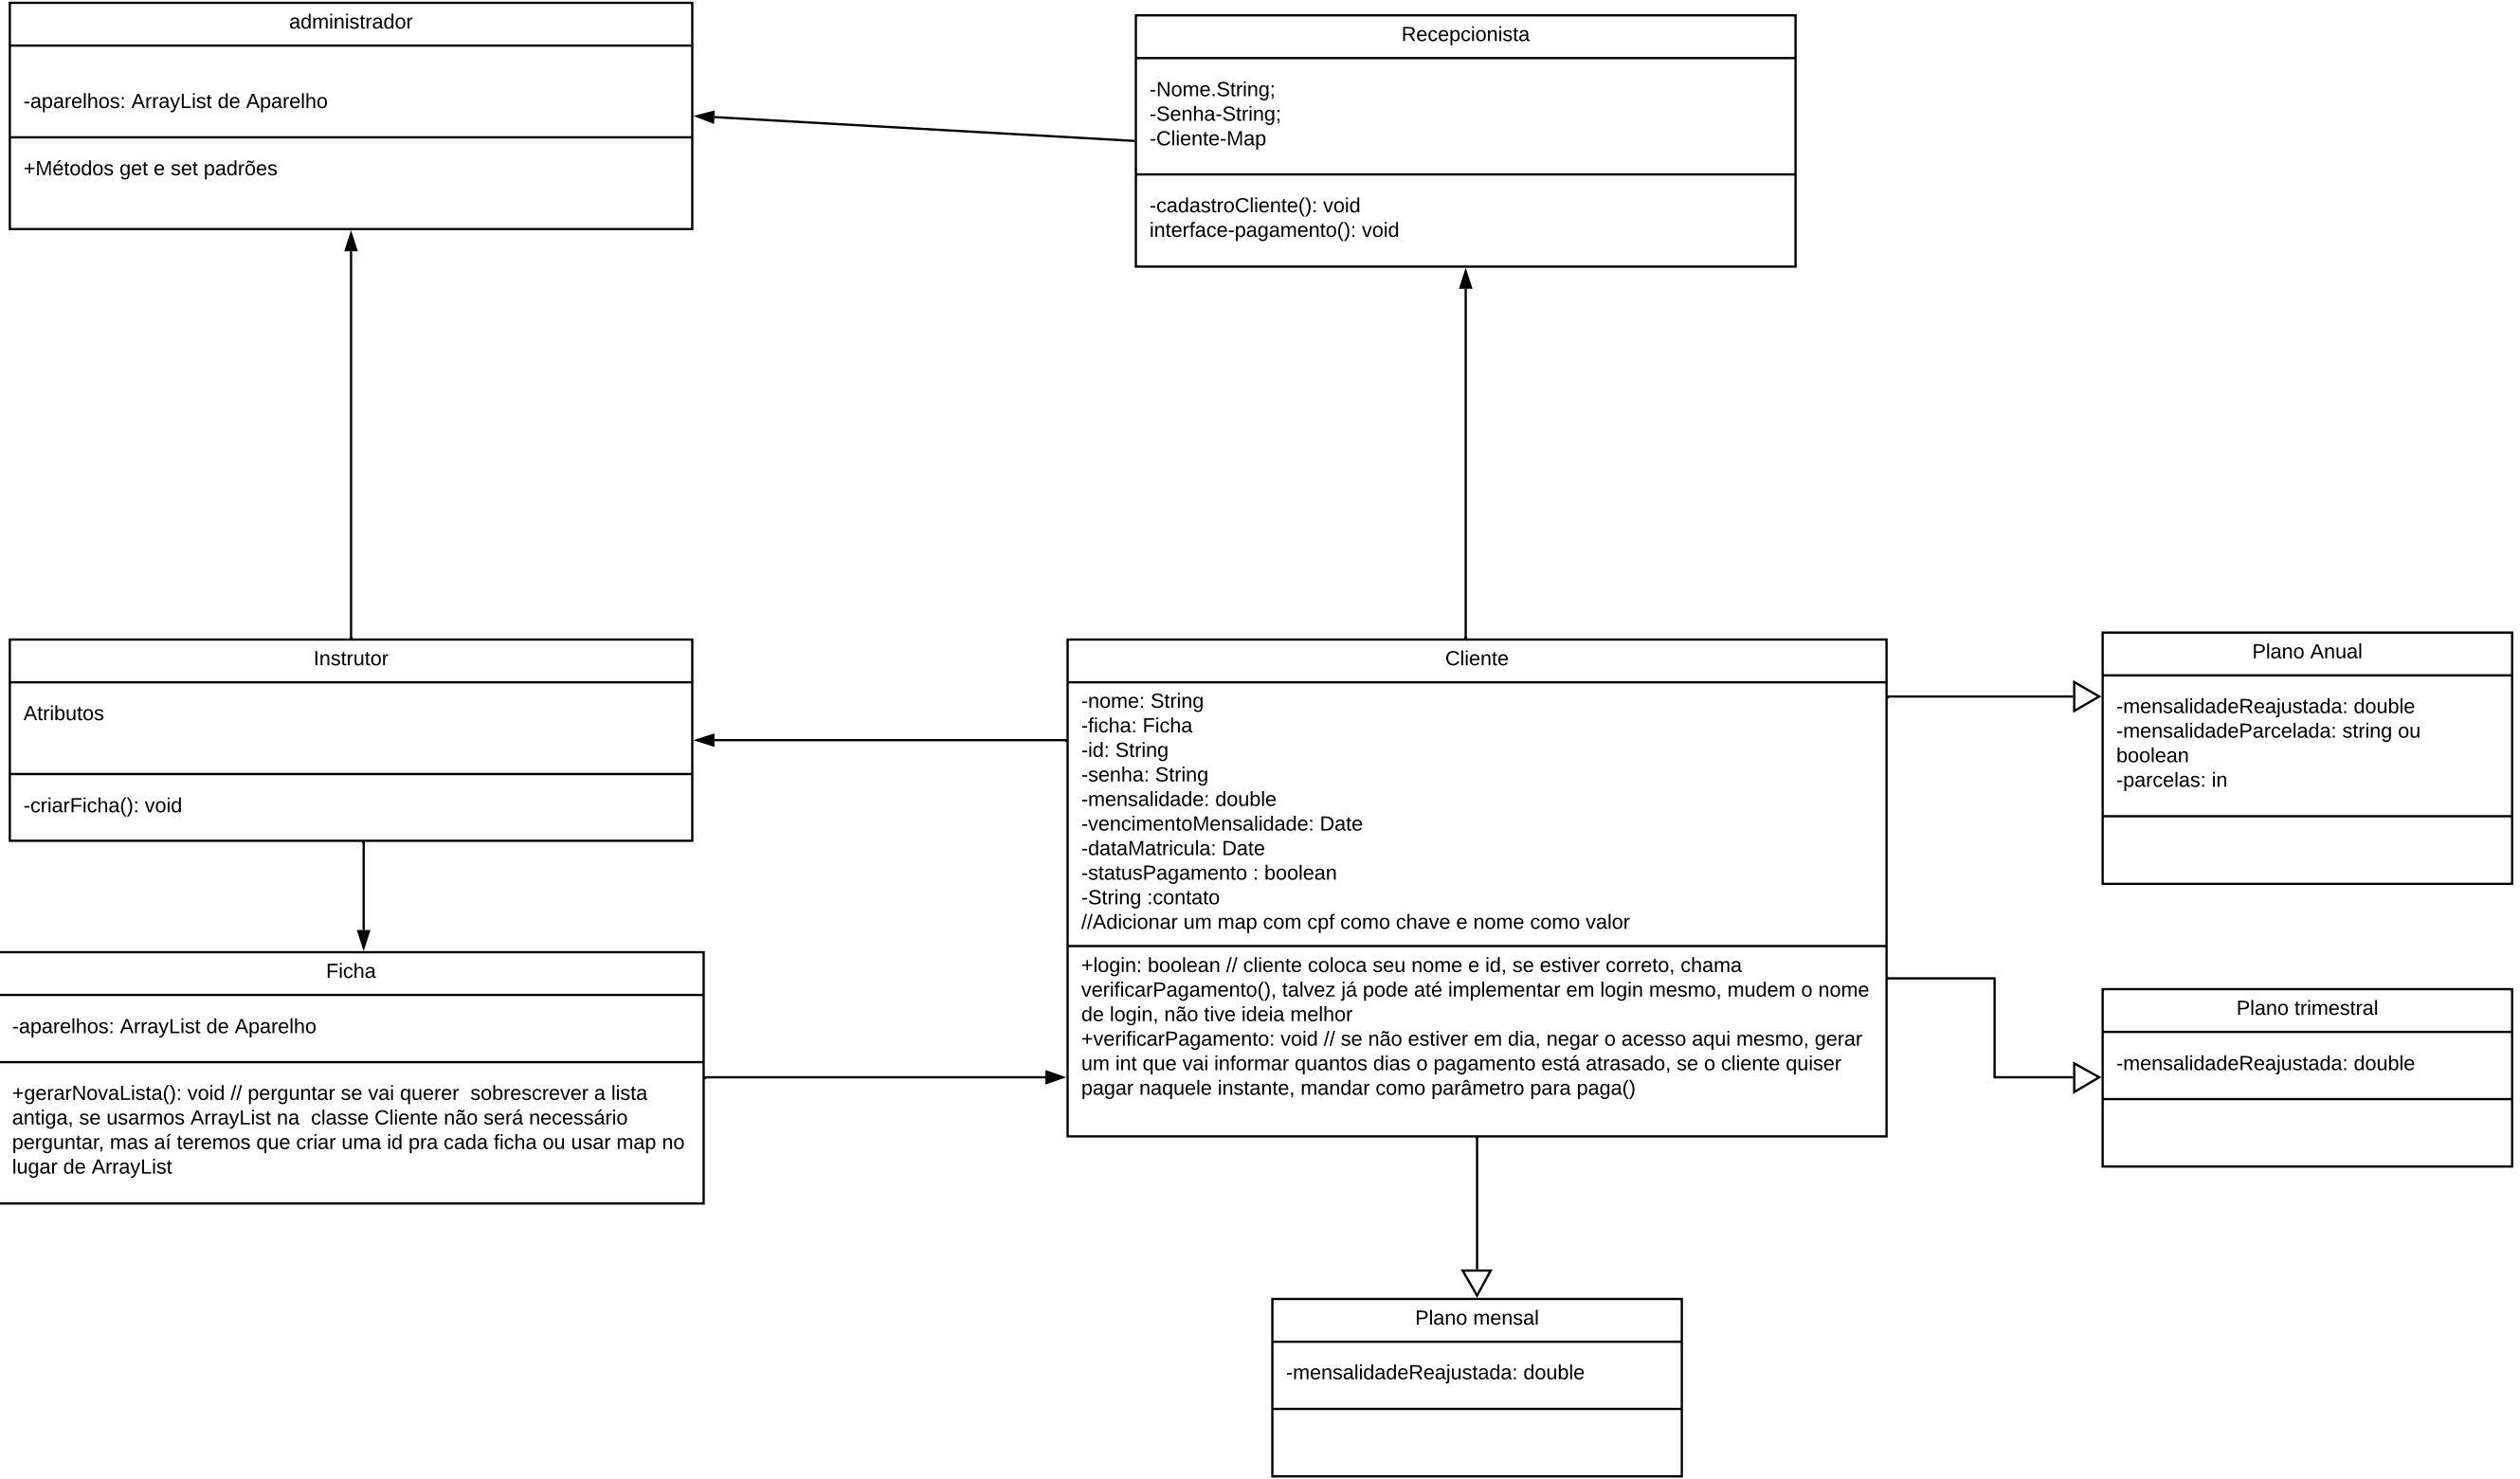 administrador
-aparelhos: ArrayList de Aparelho
+Métodos get e set padrões
Recepcionista
-Nome.String;
-Senha-String;
-Cliente-Map
-cadastroCliente(): void
interface-pagamento(): void
Instrutor
Atributos
-criarFicha(): void
Cliente
-nome: String
-ficha: Ficha
-id: String
-senha: String
-mensalidade: double
-vencimentoMensalidade: Date
-dataMatricula: Date
-statusPagamento : boolean
-String :contato
//Adicionar um map com cpf como chave e nome como valor
+login: boolean // cliente coloca seu nome e id, se estiver correto, chama
verificarPagamento(), talvez já pode até implementar em login mesmo, mudem o nome
de login, não tive ideia melhor
+verificarPagamento: void // se não estiver em dia, negar o acesso aqui mesmo, gerar
um int que vai informar quantos dias o pagamento está atrasado, se o cliente quiser
pagar naquele instante, mandar como parâmetro para paga()
Plano Anual
-mensalidadeReajustada: double
-mensalidadeParcelada: string ou
boolean
-parcelas: in
Ficha
-aparelhos: ArrayList de Aparelho
+gerarNovaLista(): void // perguntar se vai querer  sobrescrever a lista
antiga, se usarmos ArrayList na  classe Cliente não será necessário
perguntar, mas aí teremos que criar uma id pra cada ficha ou usar map no
lugar de ArrayList
Plano trimestral
-mensalidadeReajustada: double
Plano mensal
-mensalidadeReajustada: double